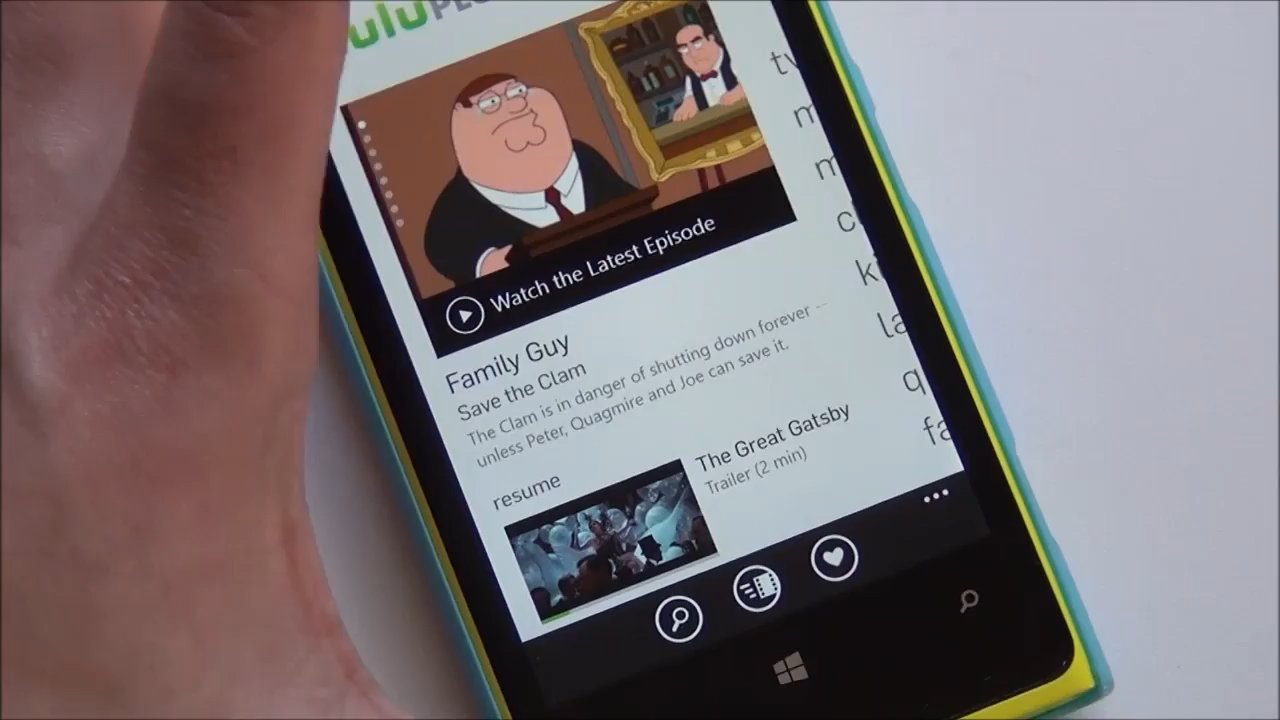 Watch the Latest Episode
Family Guy
Save the Clam
The Clam is in danger of shutting down forever --
unless Peter, Quagmire and Joe can save it.
resume
The Great Gatsby
Trailer (2 min)